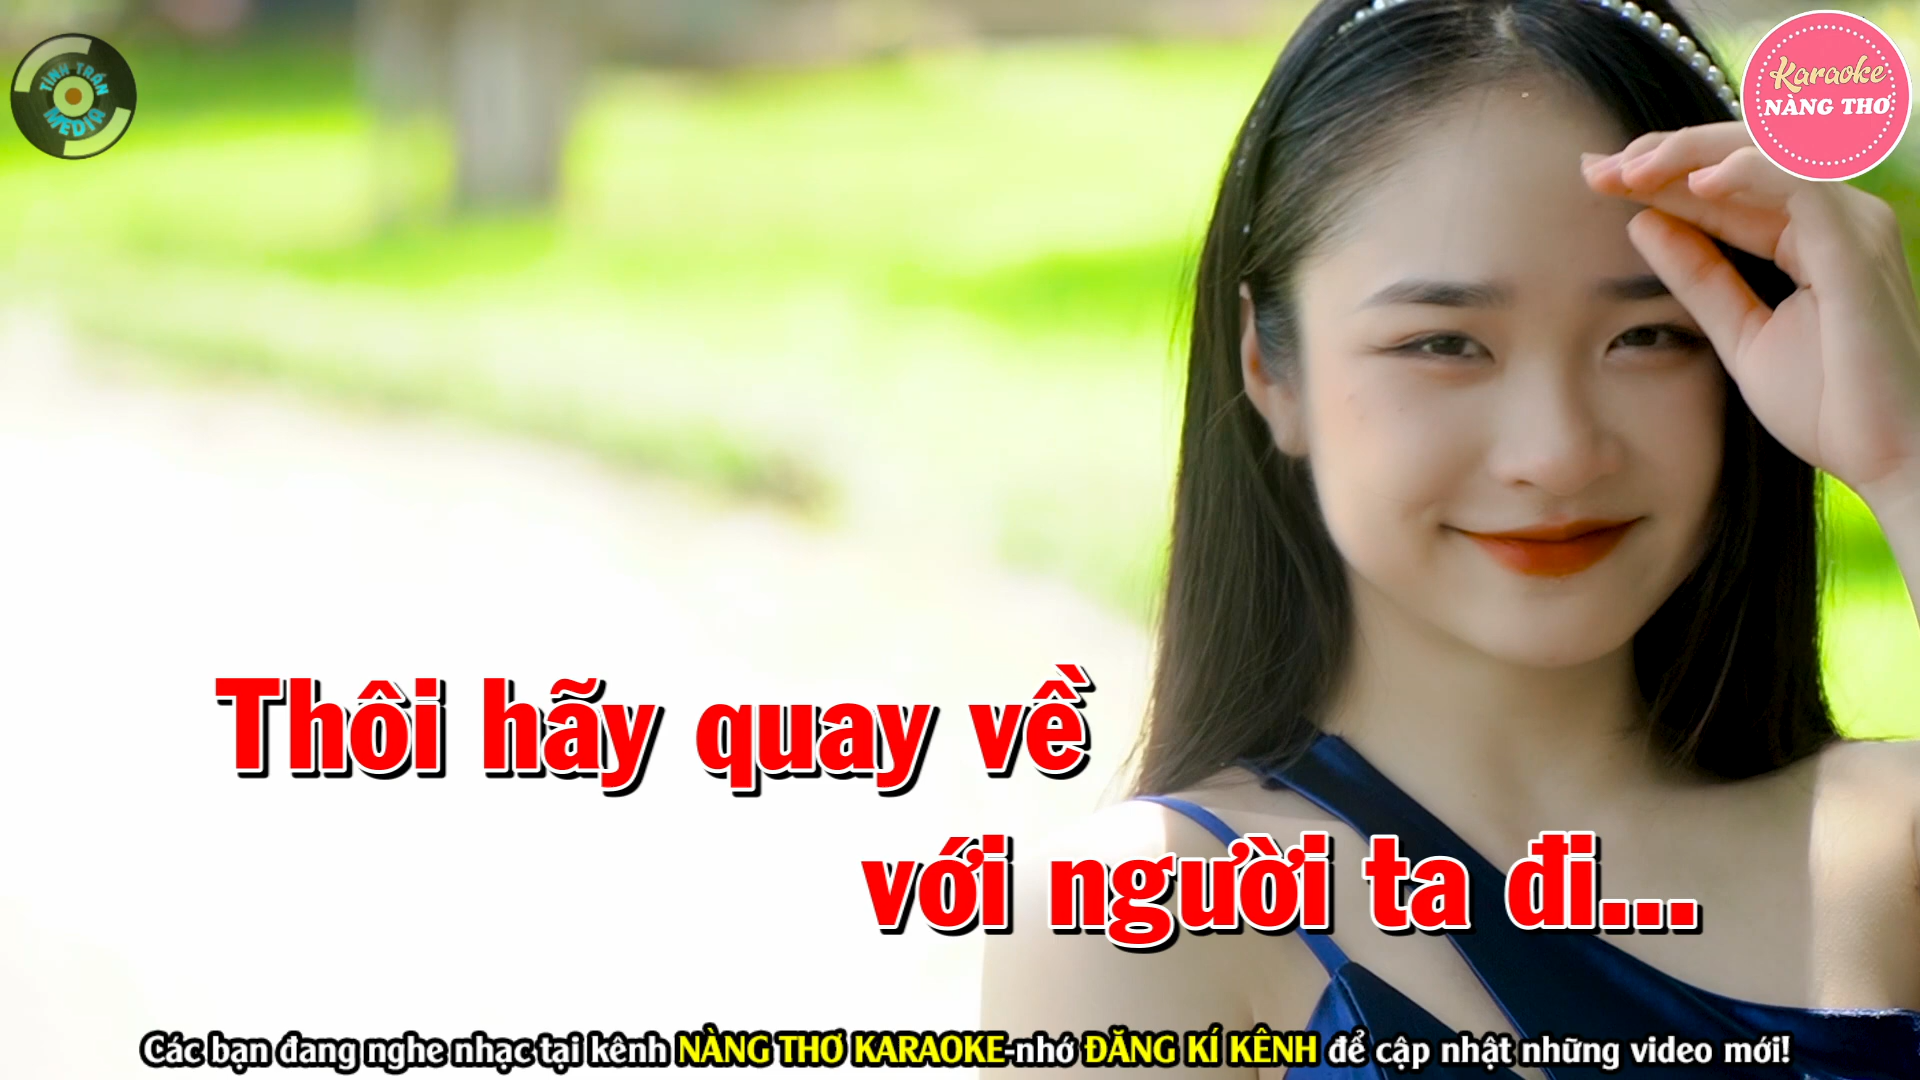 TÌNH TRẦN
MEDIA
Karaoke
NÀNG THƠ
Thôi hãy quay về
với người ta đi...
Các bạn đang nghe nhạc tại kênh NÀNG THƠ KARAOKE-nhớ ĐĂNG KÍ KÊNH để cập nhật những video mới!